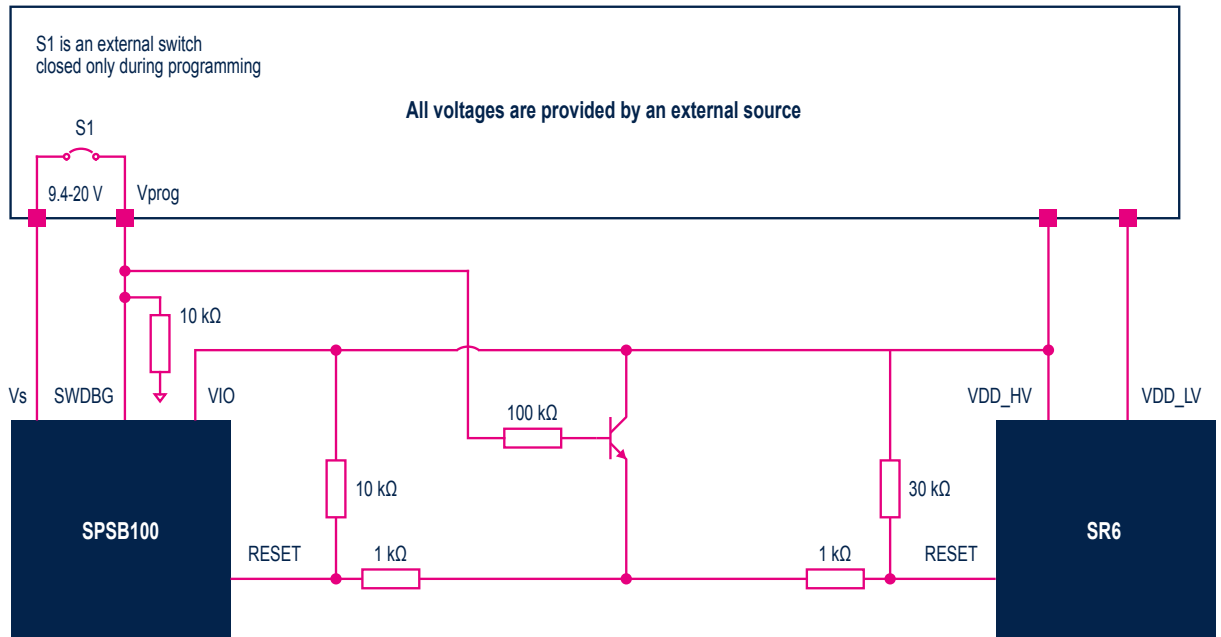 S1 is an external switch
closed only during programming
All voltages are provided by an external source
S1
9.4-20 V
Vprog
10 kΩ
Vs
SWDBG
VIO
VDD_HV
VDD_LV
100 kΩ
10 kΩ
30 kΩ
SPSB100
SR6
RESET
1 kΩ
1 kΩ
RESET